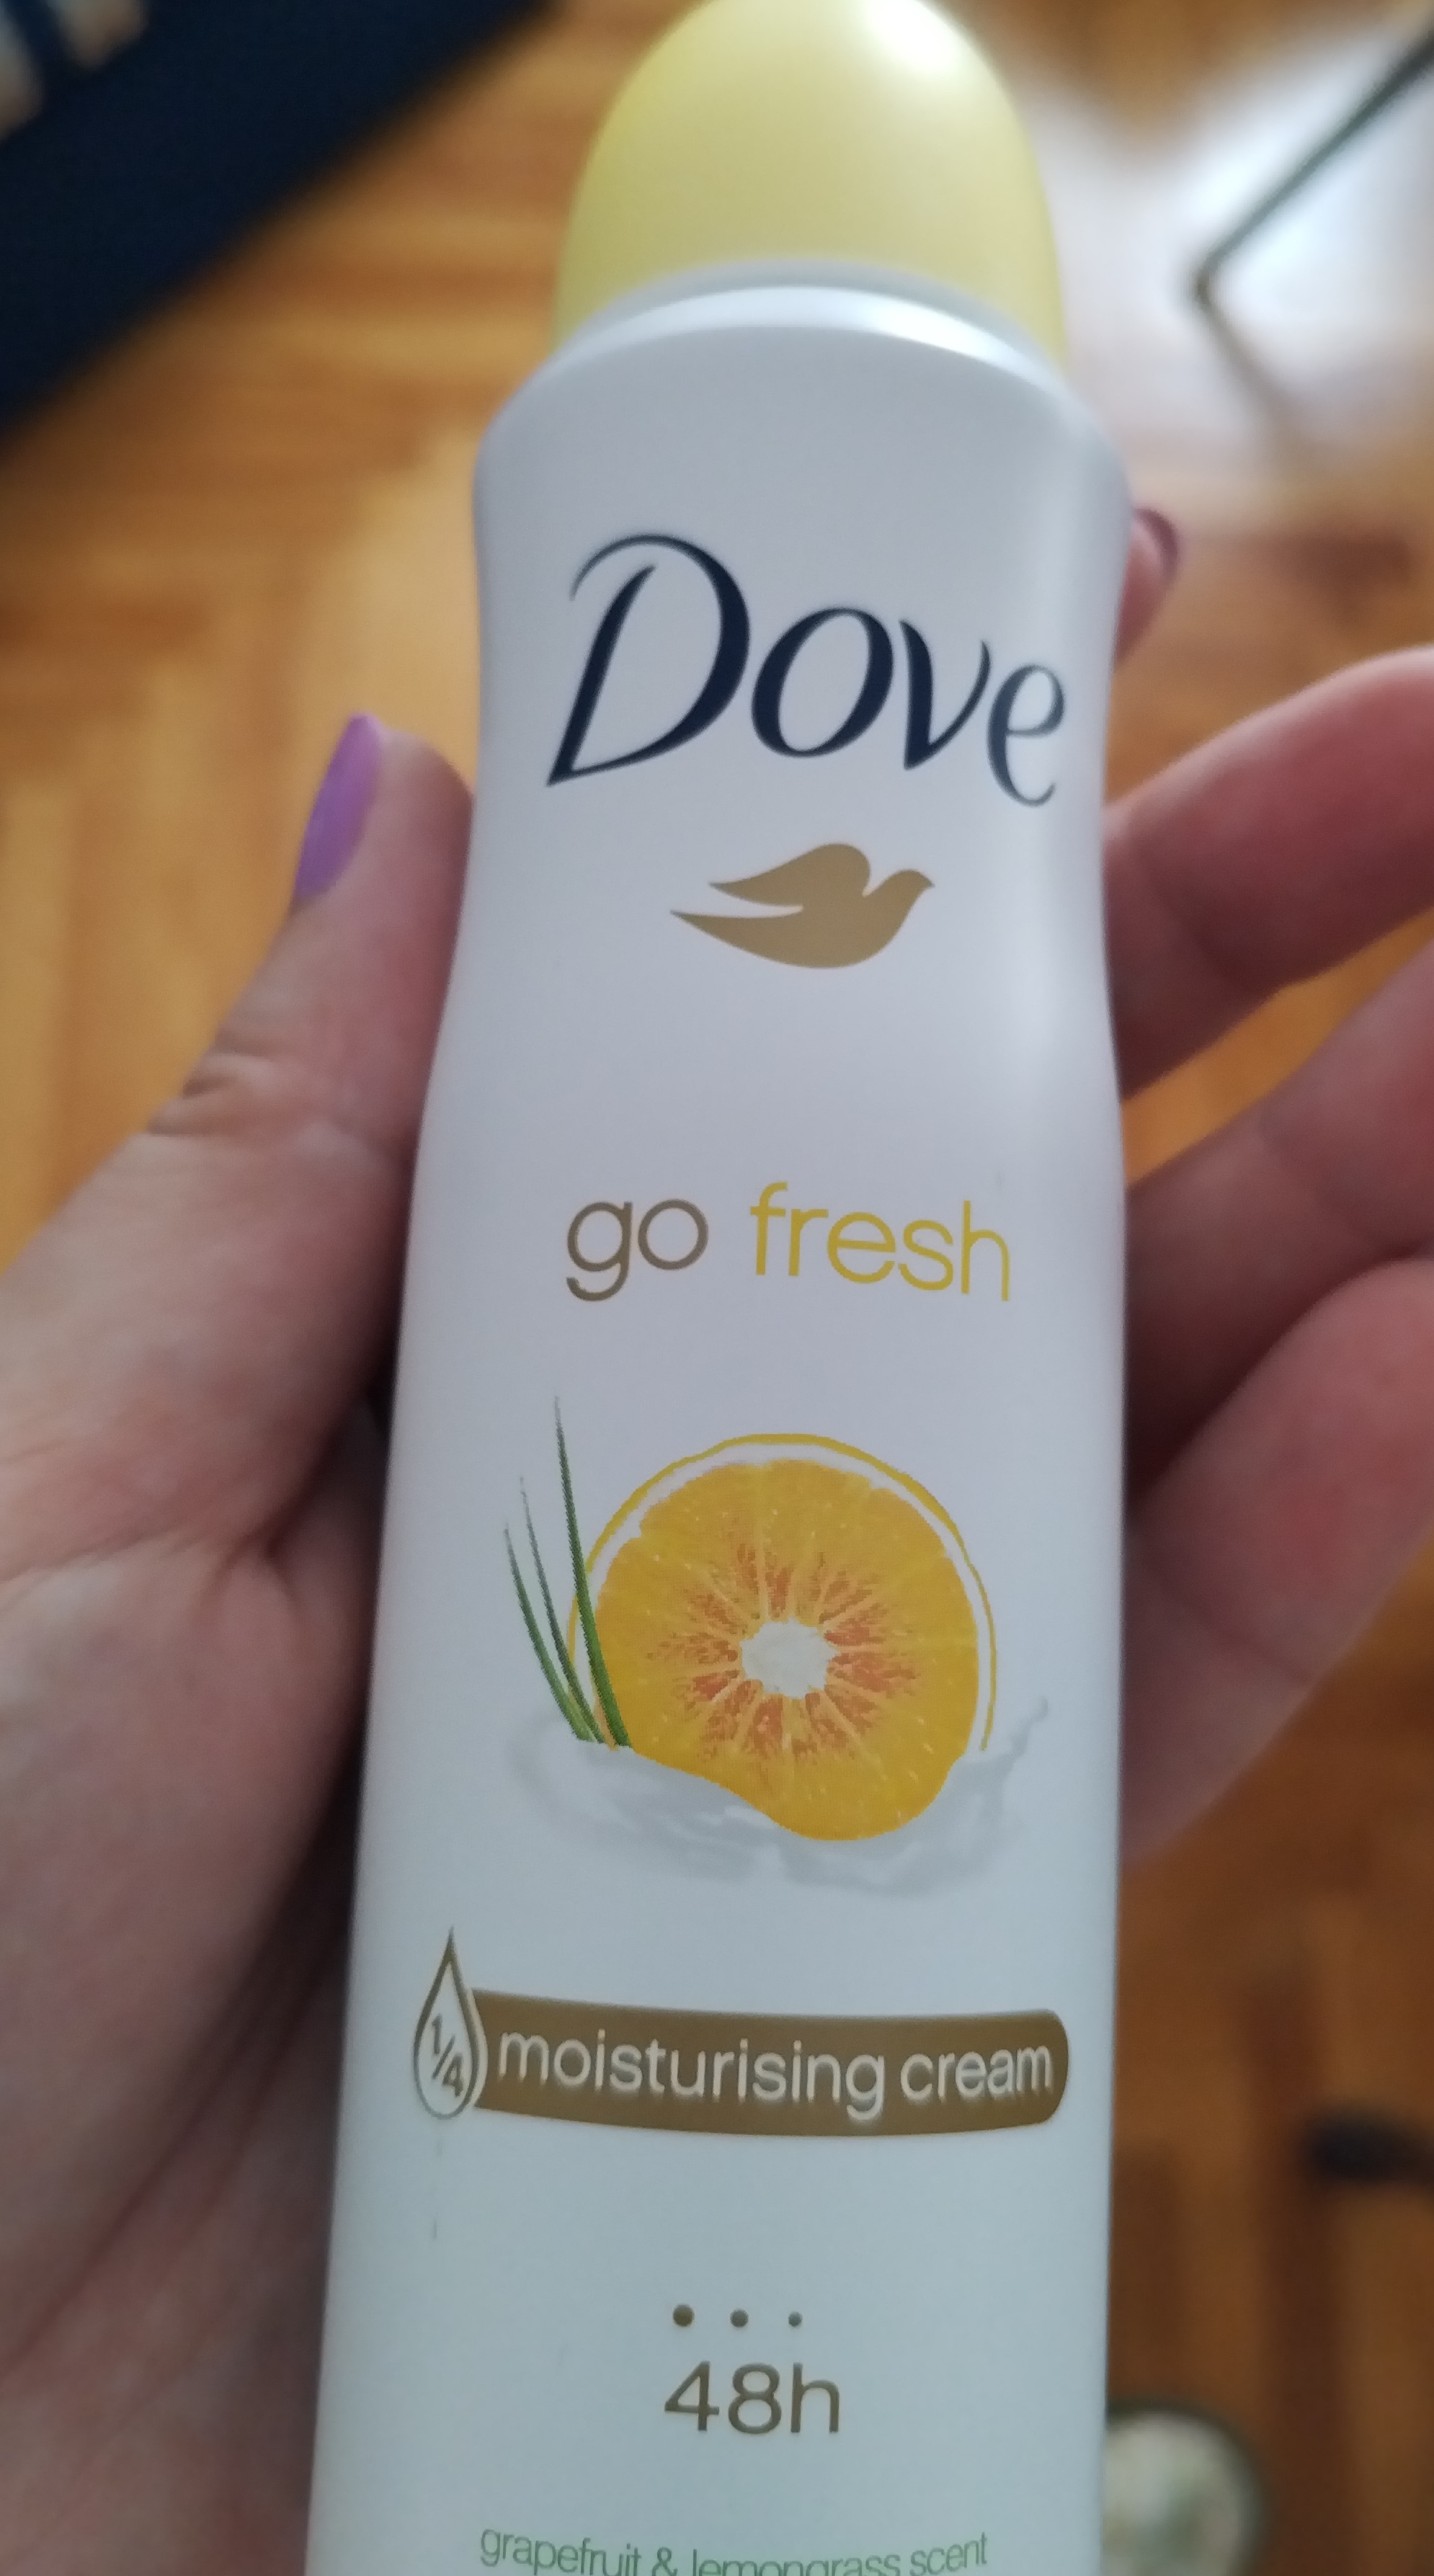 Dove
go fresh
1/4 moisturising cream
48h
grapefruit & lemongrass scent